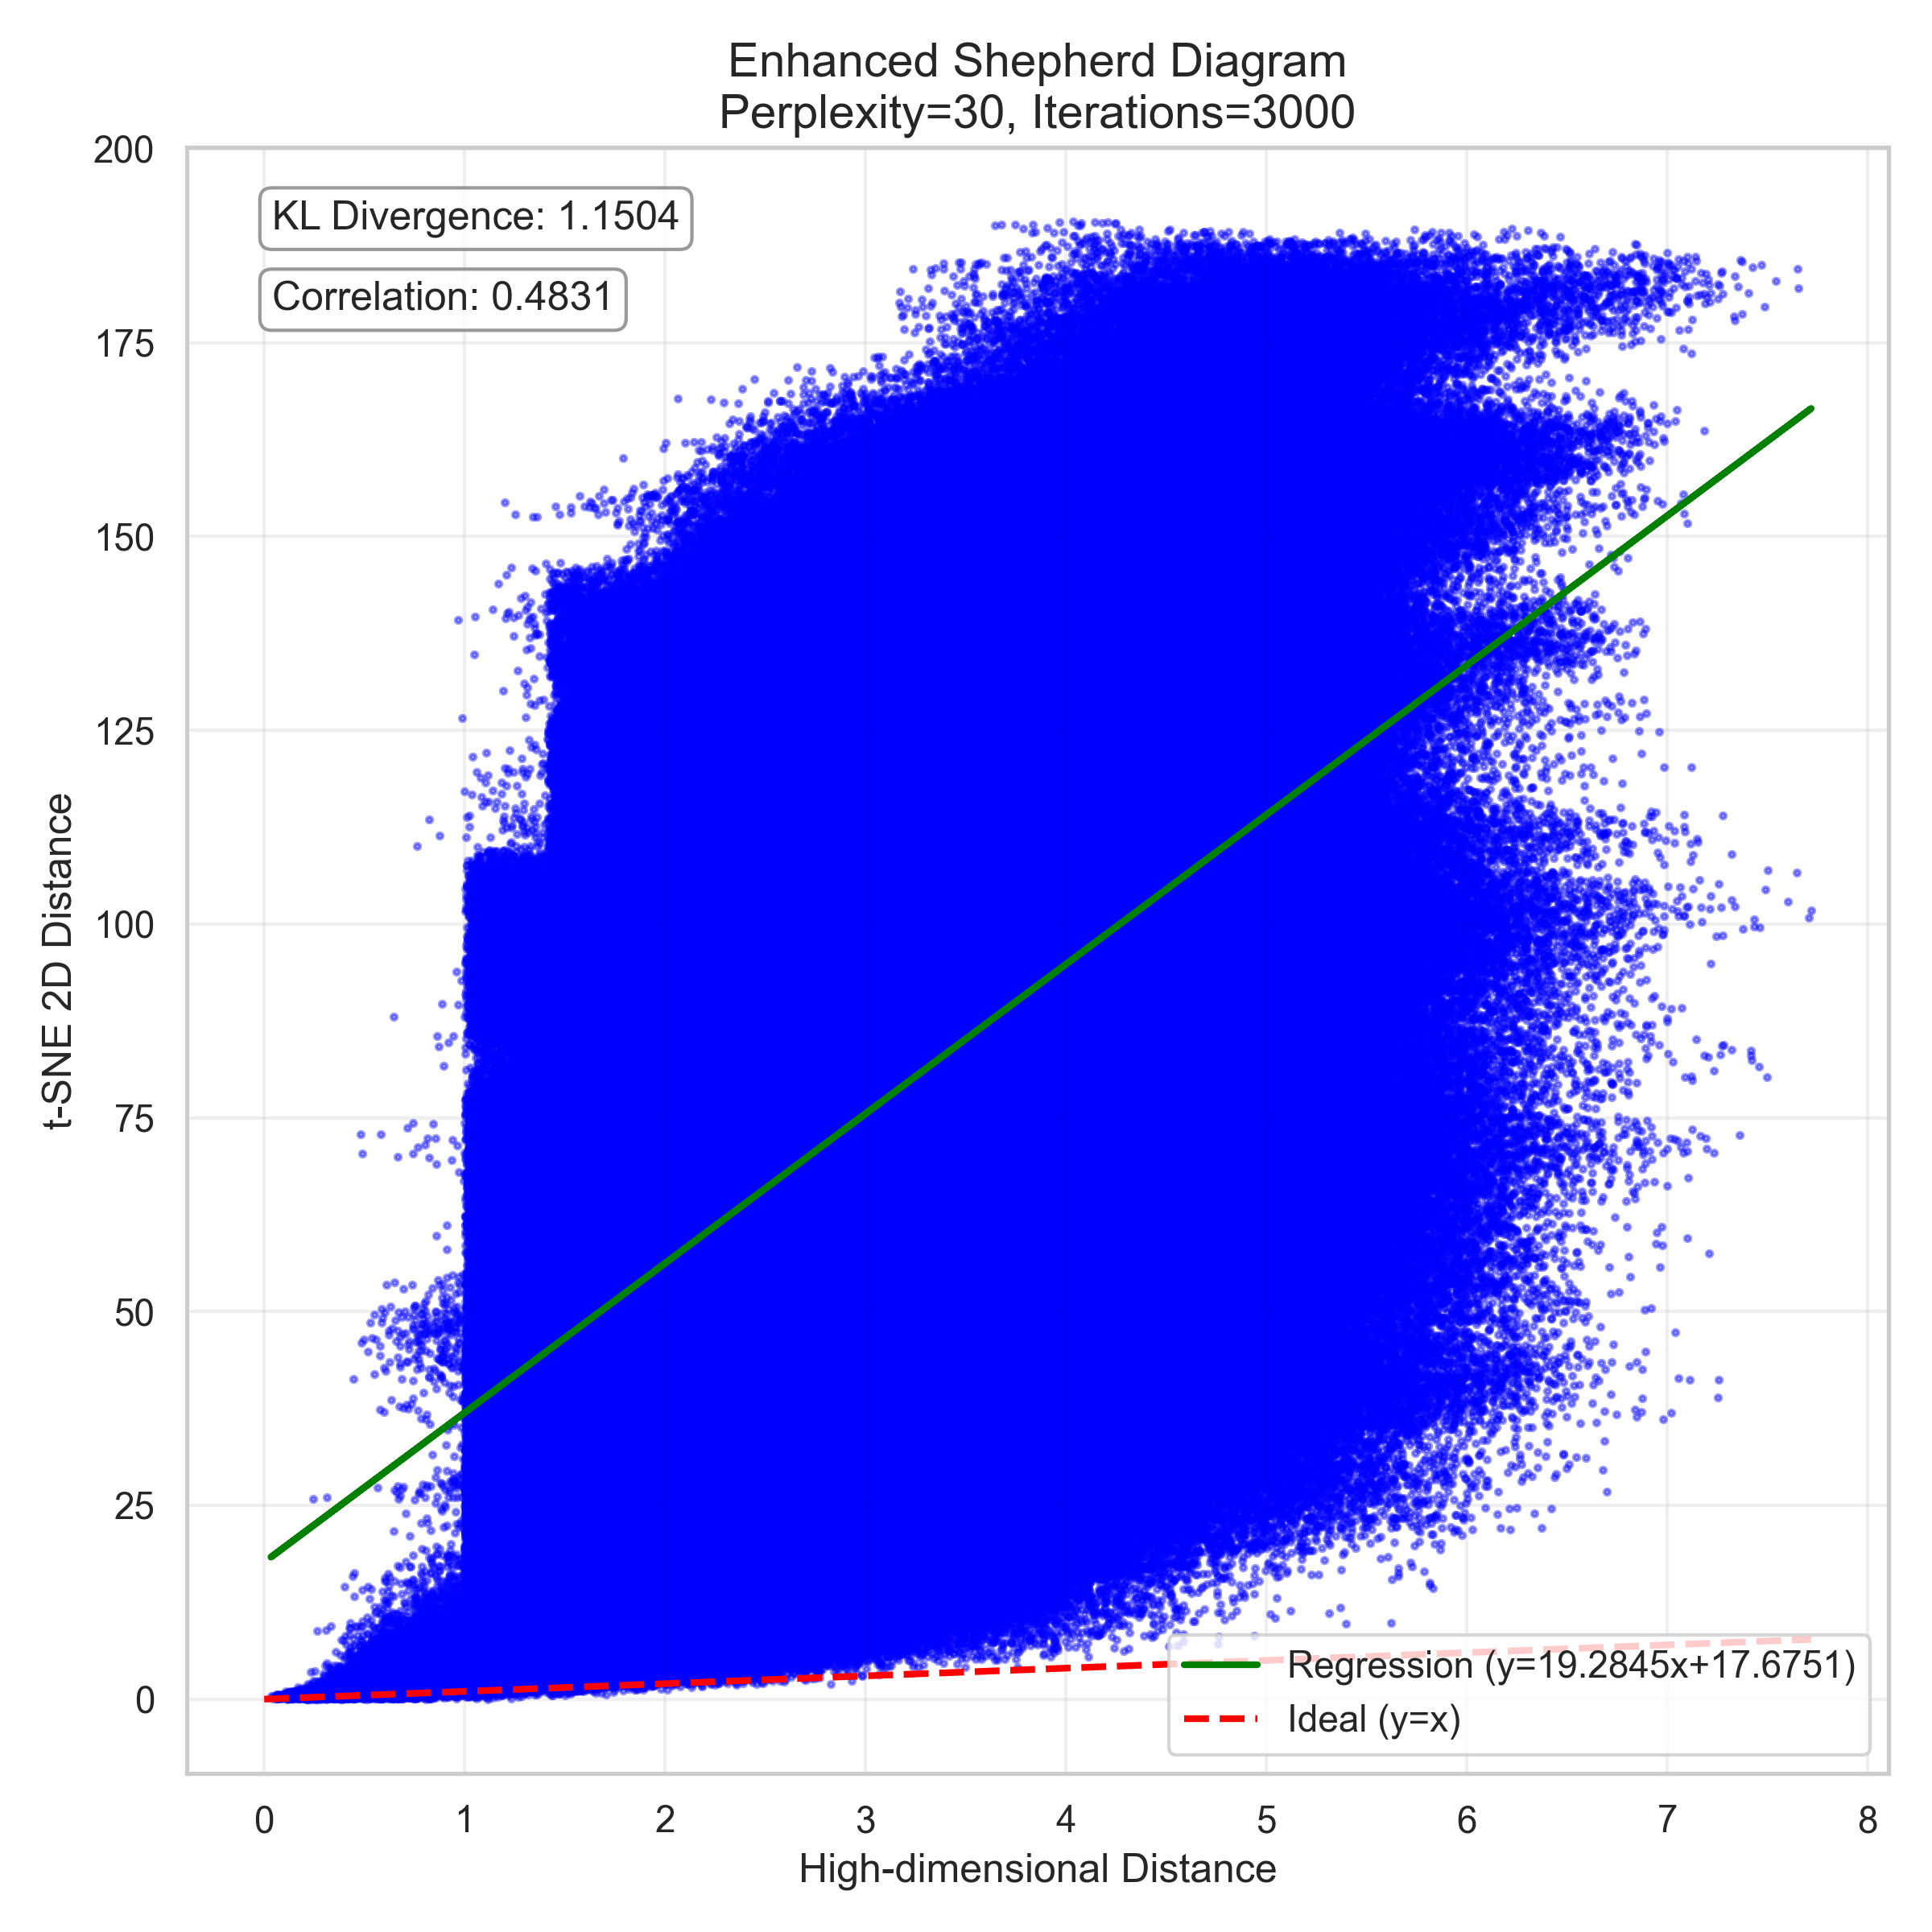 Enhanced Shepherd Diagram
Perplexity=30, Iterations=3000
KL Divergence: 1.1504
Correlation: 0.4831
200
175
150
125
100
75
50
25
0
t-SNE 2D Distance
Regression (y=19.2845x+17.6751)
Ideal (y=x)
0 1 2 3 4 5 6 7 8
High-dimensional Distance